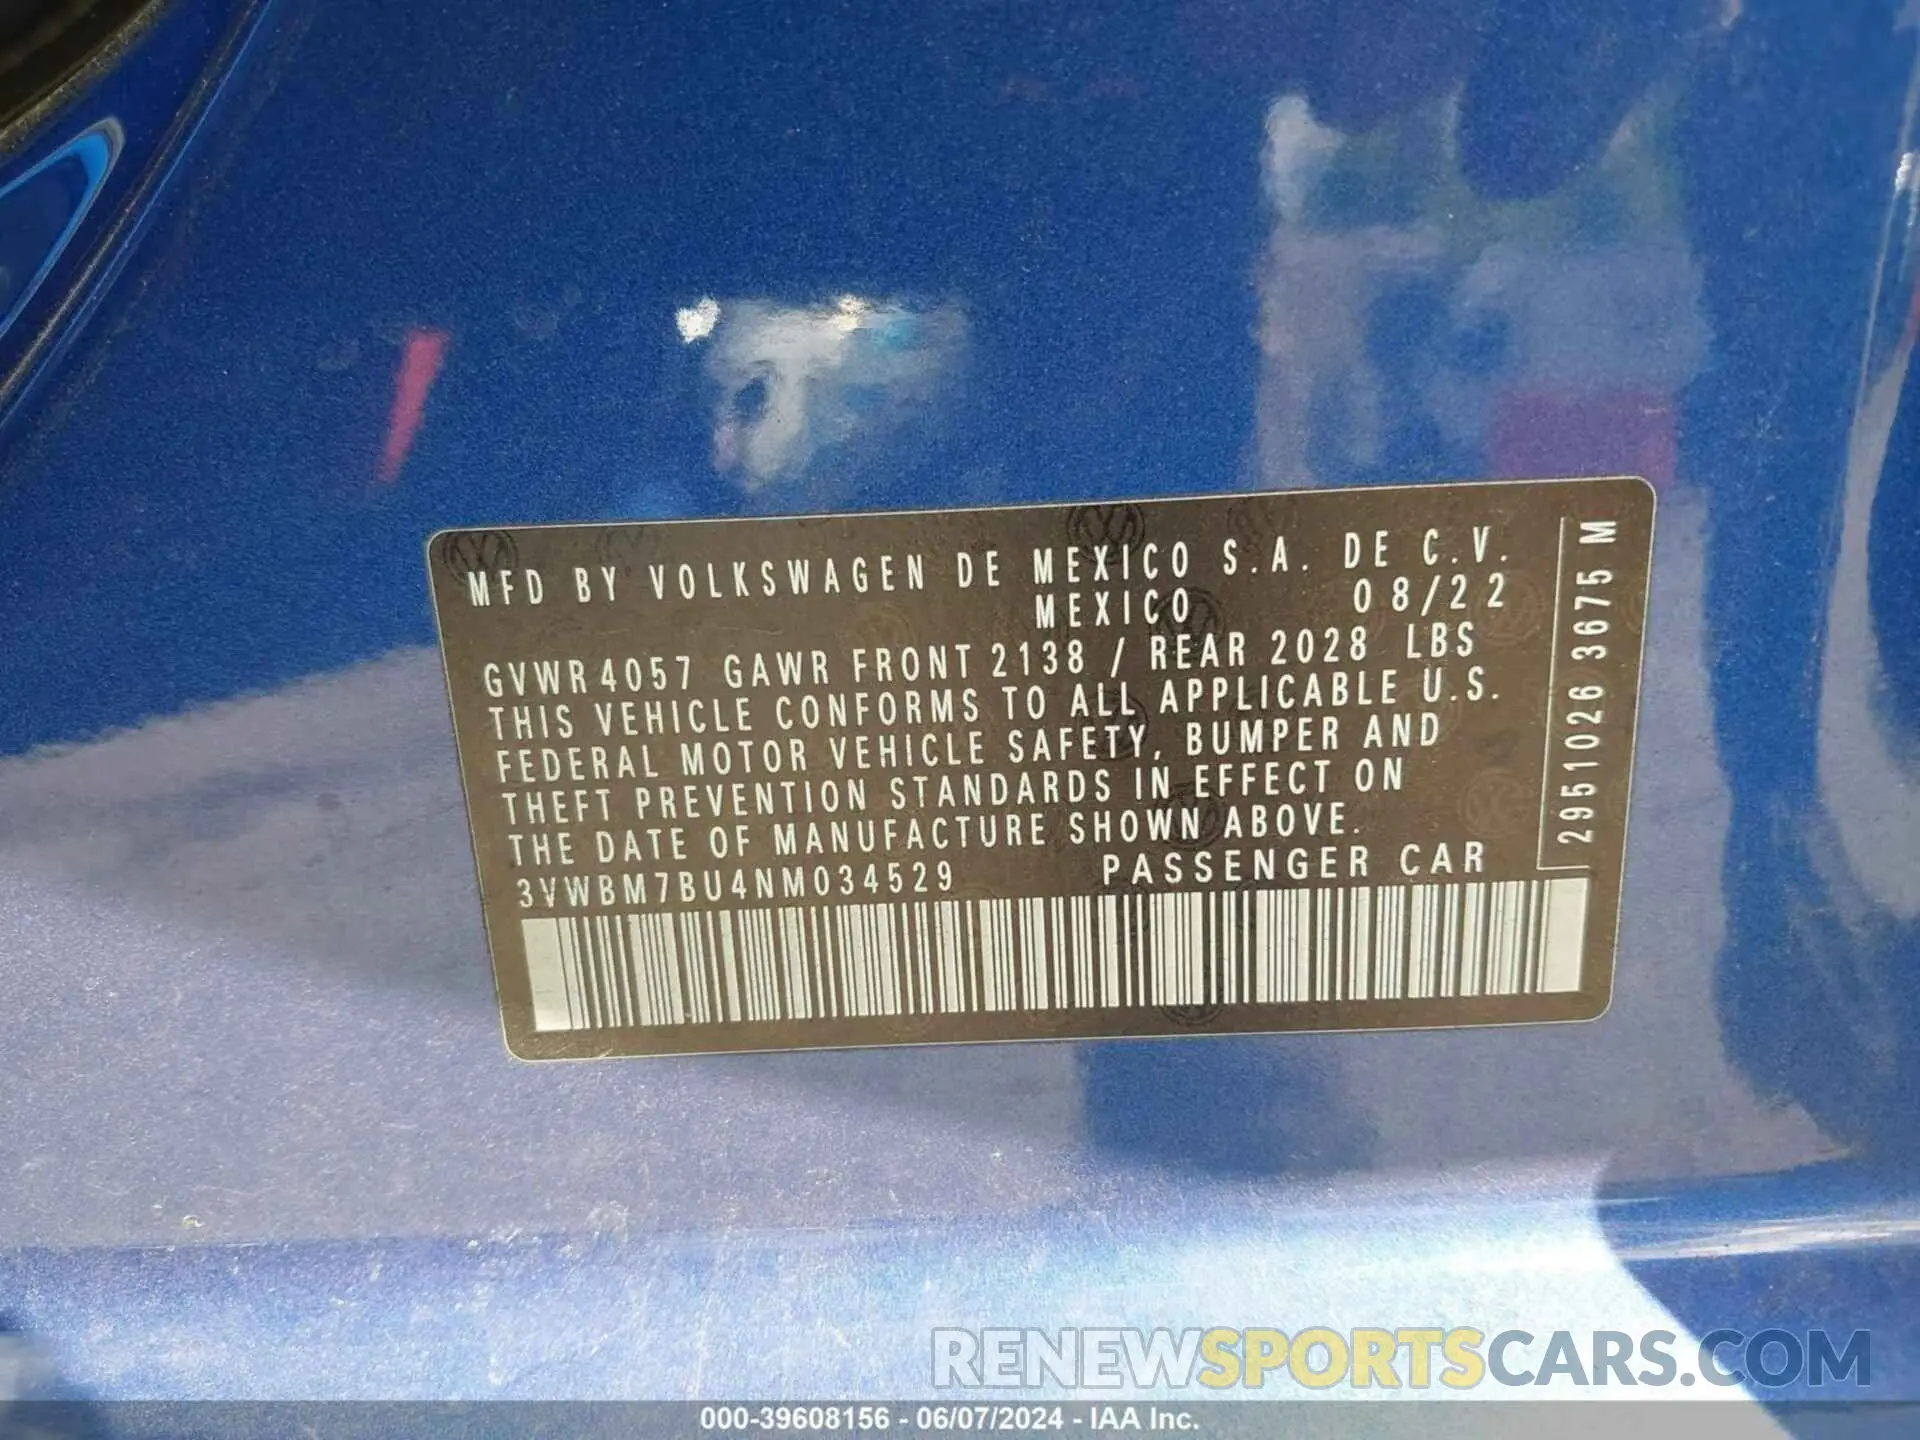 MFD BY VOLKSWAGEN DE MEXICO S.A. DE C.V.
MEXICO 08/22
GVWR 4057 GAWR FRONT 2138 / REAR 2028 LBS
THIS VEHICLE CONFORMS TO ALL APPLICABLE U.S.
FEDERAL MOTOR VEHICLE SAFETY, BUMPER AND
THEFT PREVENTION STANDARDS IN EFFECT ON
THE DATE OF MANUFACTURE SHOWN ABOVE.
3VWBM7BU4NM034529 PASSENGER CAR
2951026 3675 M
RENEWSPORTSCARS.COM
000-39608156 - 06/07/2024 - IAA Inc.